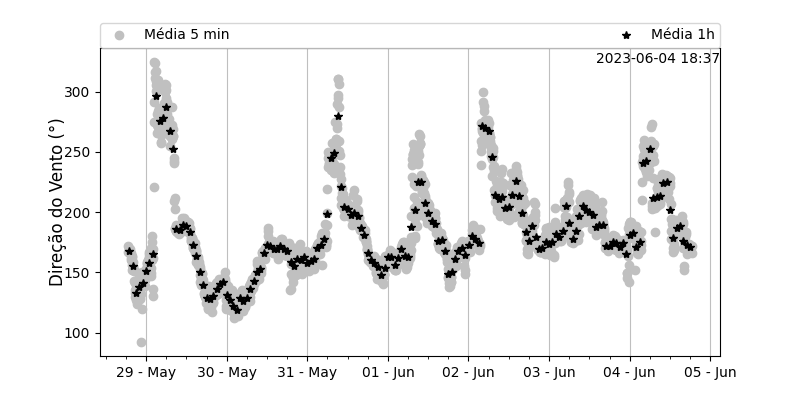 Média 5 min
Média 1h
2023-06-04 18:37
Direção do Vento (°)
300
250
200
150
100
29 - May
30 - May
31 - May
01 - Jun
02 - Jun
03 - Jun
04 - Jun
05 - Jun